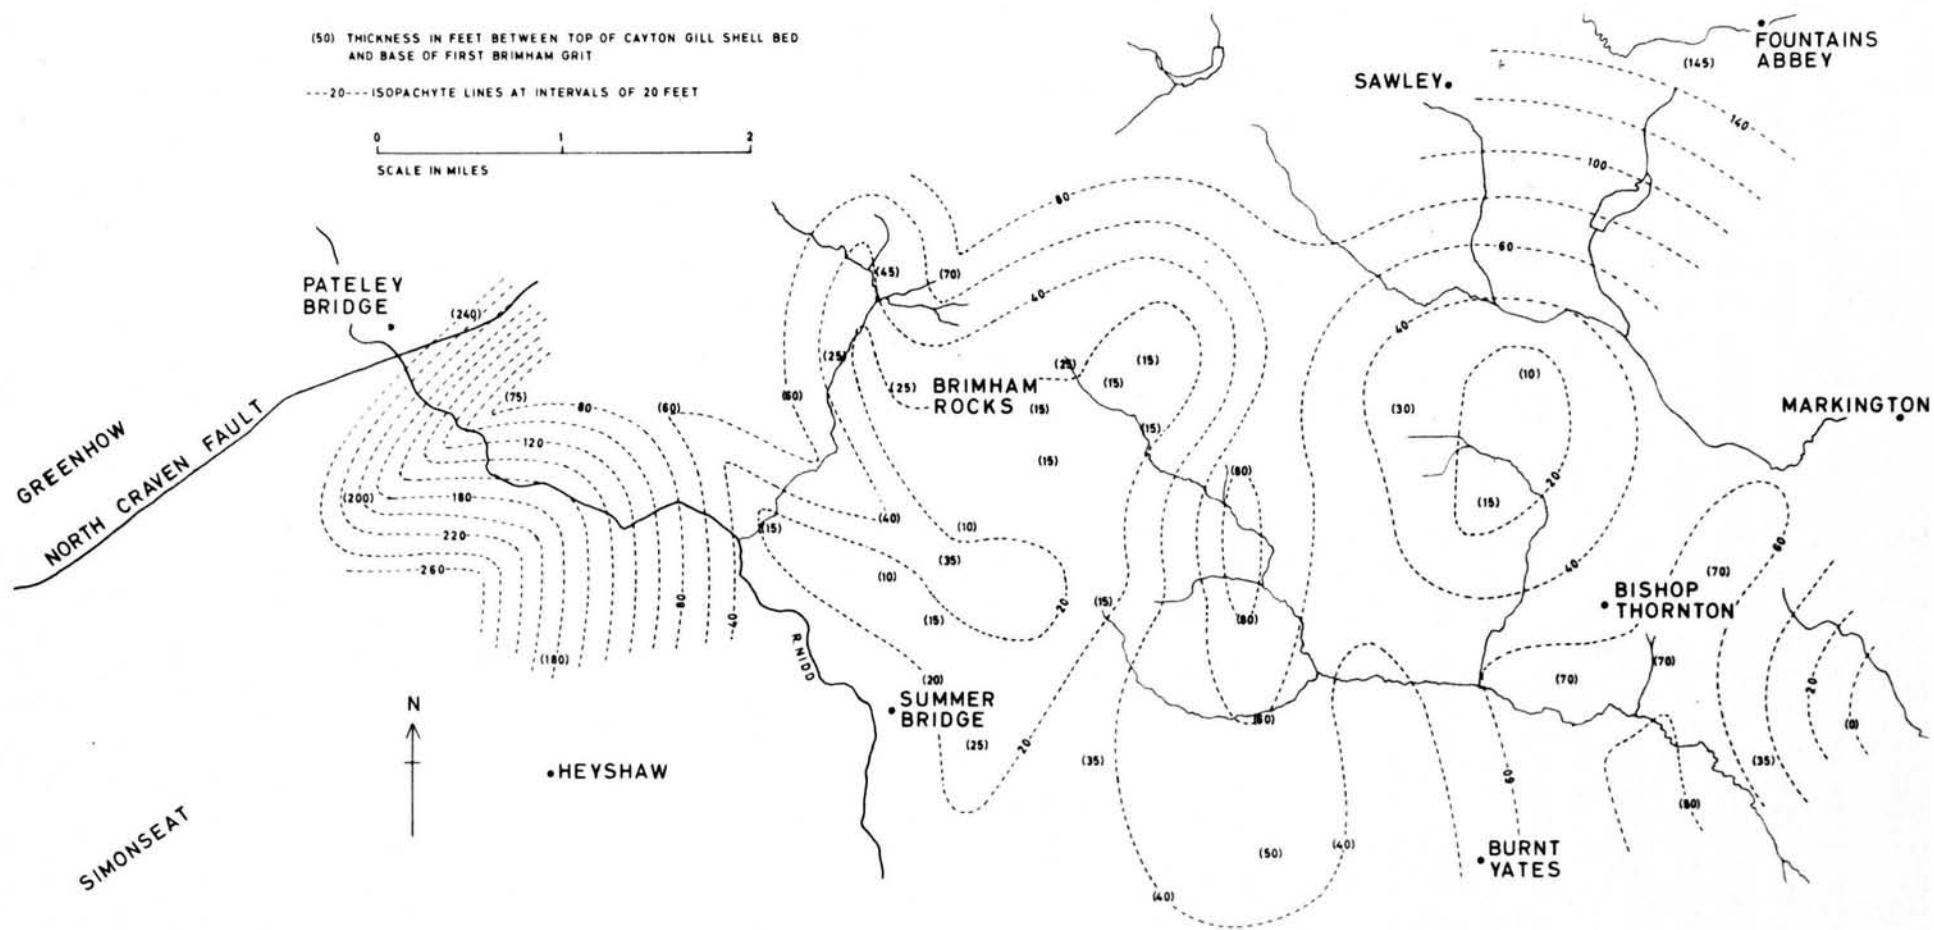 (50) THICKNESS IN FEET BETWEEN TOP OF CAYTON GILL SHELL BED
AND BASE OF FIRST BRIMHAM GRIT
---20--- ISOPACHYTE LINES AT INTERVALS OF 20 FEET
0 1 2
SCALE IN MILES
FOUNTAINS
ABBEY
(145)
SAWLEY
140
100
80
60
PATELEY
BRIDGE
(240)
(45)
(70)
40
40
GREENHOW
NORTH CRAVEN FAULT
(75)
80
(60)
(60)
(25)
(25)
BRIMHAM
ROCKS
(25)
(15)
(15)
(15)
(15)
(15)
(10)
(30)
MARKINGTON
120
(200)
180
220
260
(40)
(15)
(10)
(35)
(10)
(15)
20
(80)
(15)
20
40
60
(80)
(15)
80
40
(180)
R.NIDD
(20)
SUMMER
BRIDGE
(25)
20
(35)
(60)
BISHOP
THORNTON
(70)
(70)
(70)
20
(0)
(35)
60
(80)
N
HEYSHAW
SIMONSEAT
(50)
(40)
(40)
BURNT
YATES